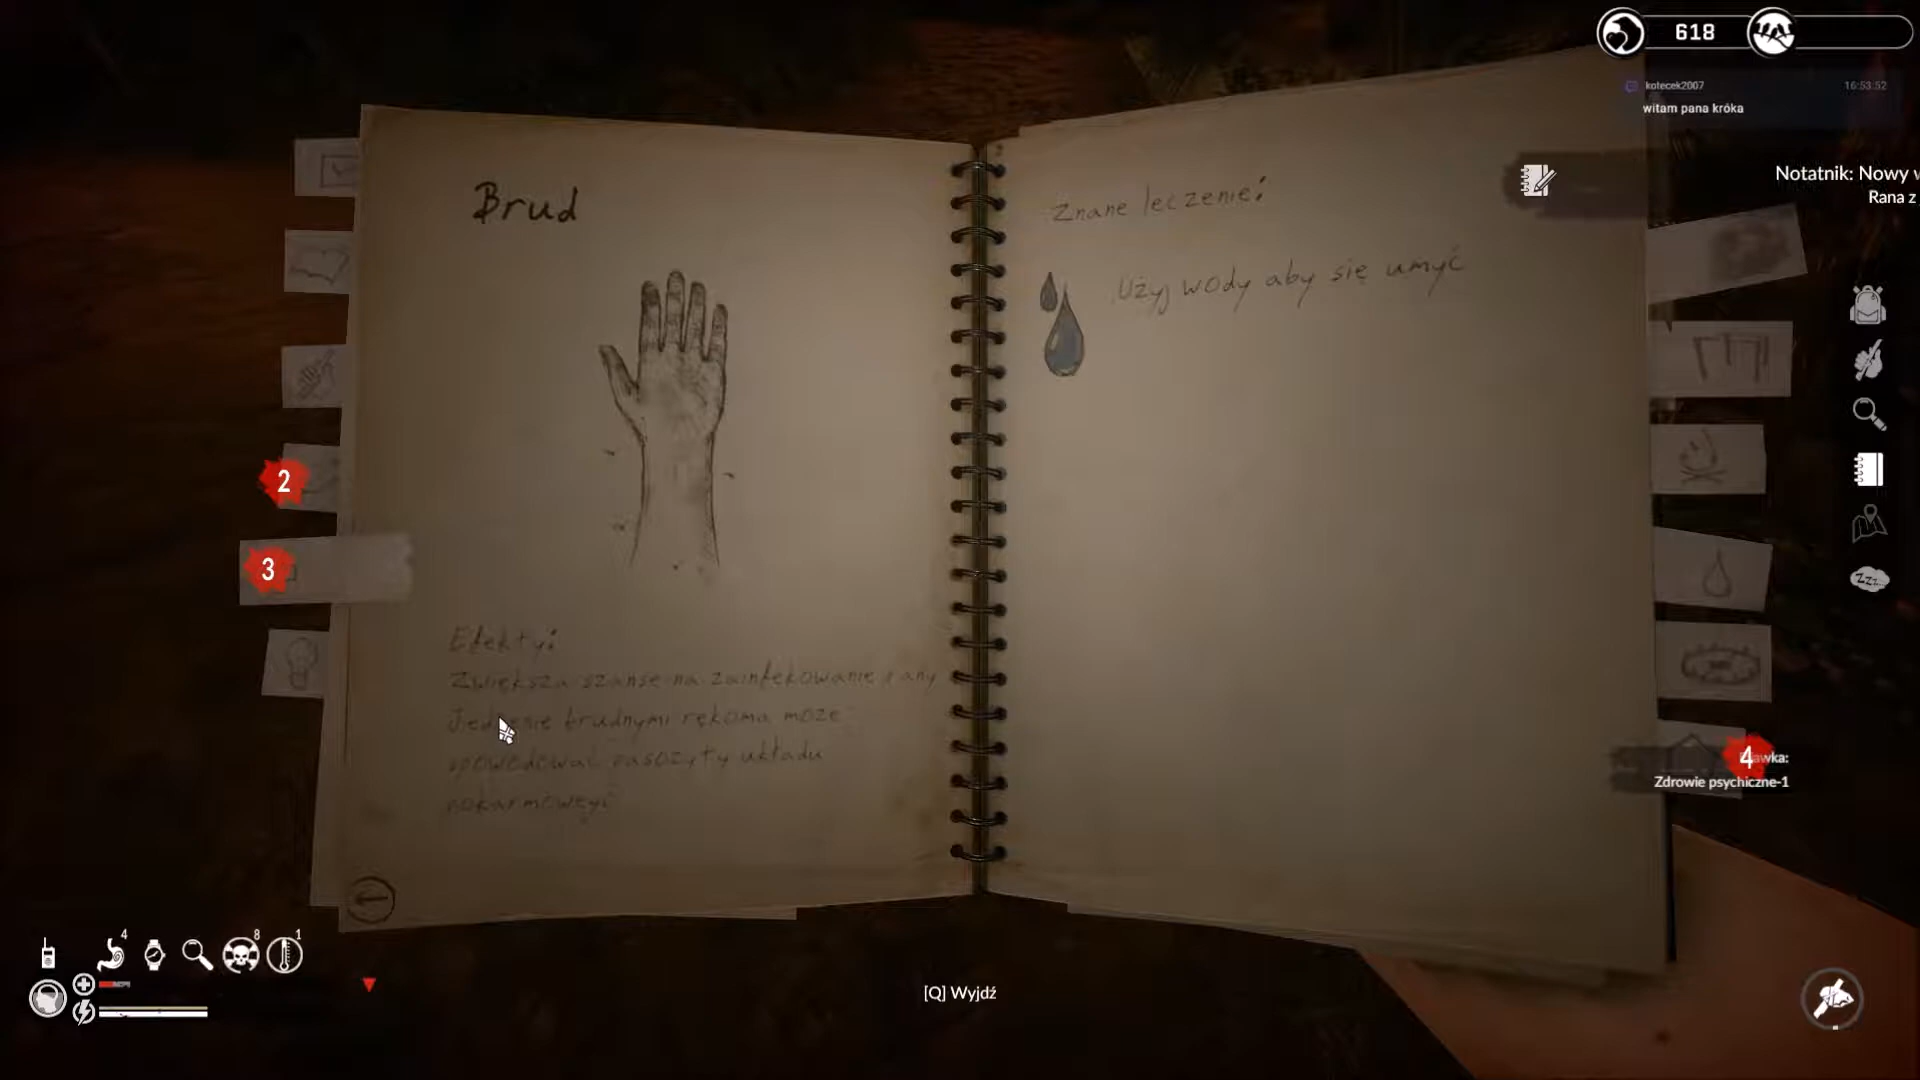 618
kotecek2007 16:53:52
witam pana króka
Notatnik: Nowy w
Rana z
Brud
Efekty:
Zwiększa szanse na zainfekowanie rany
Jedzenie brudnymi rękoma może
spowodować pasożyty układu
pokarmowego
Znane leczenie:
Użyj wody aby się umyć
2
3
4
awka:
Zdrowie psychiczne-1
zzz
4
8
1
[Q] Wyjdź